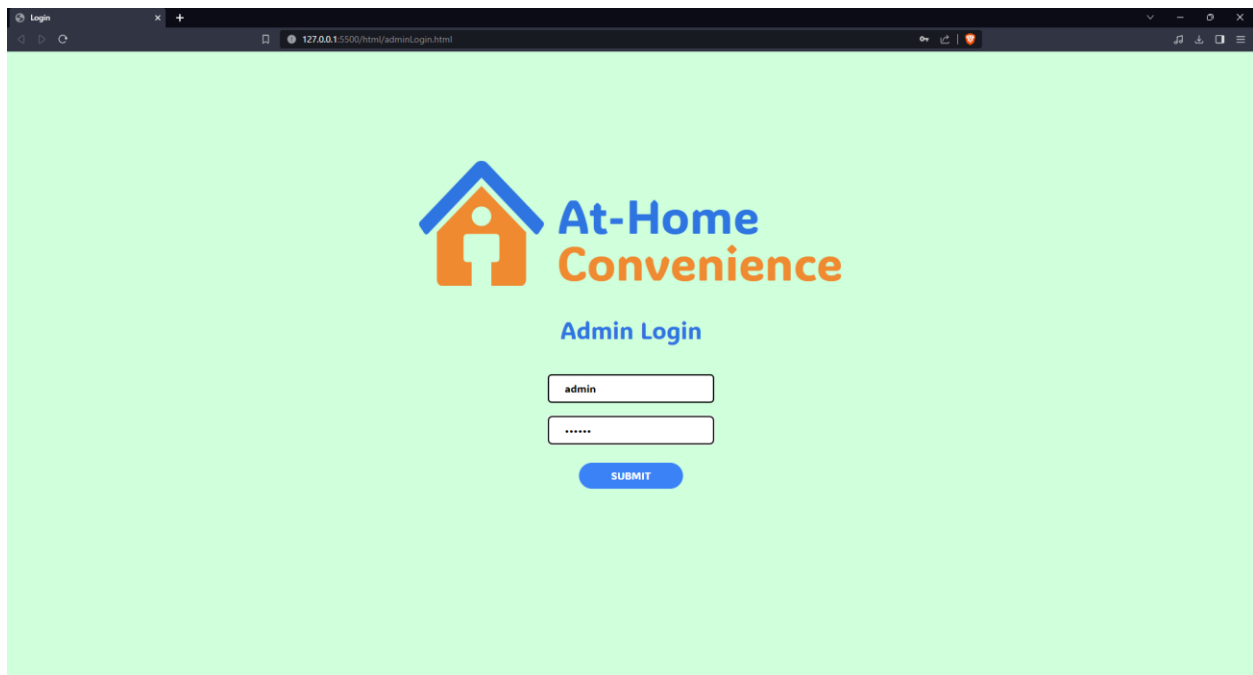 Login
127.0.0.1:5500/html/adminLogin.html
At-Home
Convenience
Admin Login
admin
••••••
SUBMIT